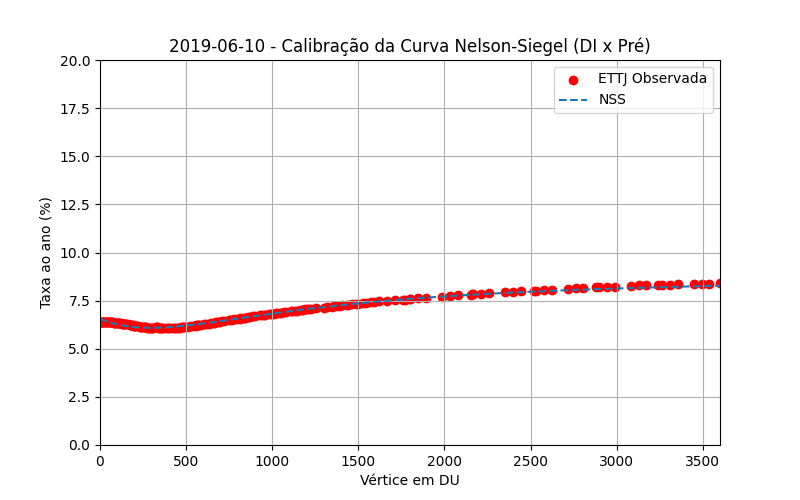 2019-06-10 - Calibração da Curva Nelson-Siegel (DI x Pré)
20.0
17.5
15.0
12.5
10.0
7.5
5.0
2.5
0.0
Taxa ao ano (%)
ETTJ Observada
NSS
0 500 1000 1500 2000 2500 3000 3500
Vértice em DU